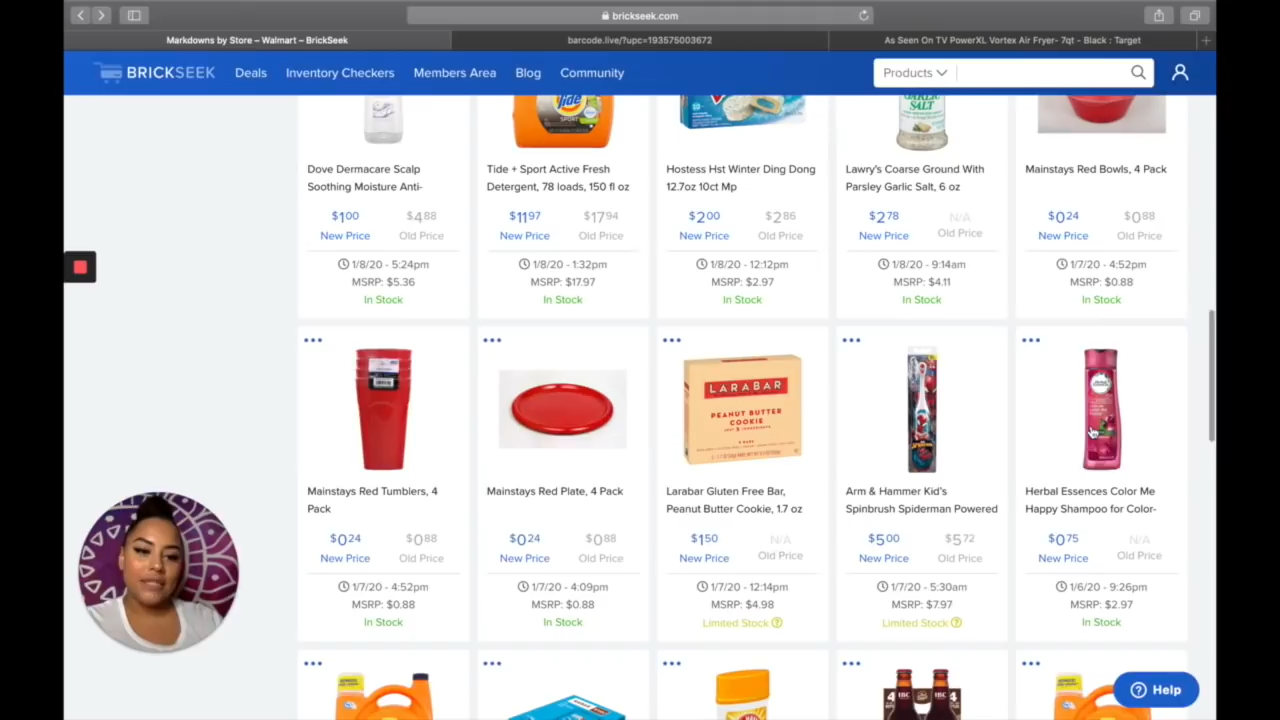 brickseek.com
Markdowns by Store – Walmart – BrickSeek
barcode.live/?upc=193575003672
As Seen On TV PowerXL Vortex Air Fryer- 7qt - Black : Target
BRICKSEEK
Deals
Inventory Checkers
Members Area
Blog
Community
Products
Tide
SPORT
GARLIC
SALT
Dove Dermacare Scalp
Soothing Moisture Anti-
$1.00
$4.88
New Price
Old Price
1/8/20 - 5:24pm
MSRP: $5.36
In Stock
Tide + Sport Active Fresh
Detergent, 78 loads, 150 fl oz
$11.97
$17.94
New Price
Old Price
1/8/20 - 1:32pm
MSRP: $17.97
In Stock
Hostess Hst Winter Ding Dong
12.7oz 10ct Mp
$2.00
$2.86
New Price
Old Price
1/8/20 - 12:12pm
MSRP: $2.97
In Stock
Lawry's Coarse Ground With
Parsley Garlic Salt, 6 oz
$2.78
N/A
New Price
Old Price
1/8/20 - 9:14am
MSRP: $4.11
In Stock
Mainstays Red Bowls, 4 Pack
$0.24
$0.88
New Price
Old Price
1/7/20 - 4:52pm
MSRP: $0.88
In Stock
Mainstays Red Tumblers, 4
Pack
$0.24
$0.88
New Price
Old Price
1/7/20 - 4:52pm
MSRP: $0.88
In Stock
Mainstays Red Plate, 4 Pack
$0.24
$0.88
New Price
Old Price
1/7/20 - 4:09pm
MSRP: $0.88
In Stock
LARABAR
PEANUT BUTTER
COOKIE
Larabar Gluten Free Bar,
Peanut Butter Cookie, 1.7 oz
$1.50
N/A
New Price
Old Price
1/7/20 - 12:14pm
MSRP: $4.98
Limited Stock
Arm & Hammer Kid's
Spinbrush Spiderman Powered
$5.00
$5.72
New Price
Old Price
1/7/20 - 5:30am
MSRP: $7.97
Limited Stock
Herbal Essences Color Me
Happy Shampoo for Color-
$0.75
N/A
New Price
Old Price
1/6/20 - 9:26pm
MSRP: $2.97
In Stock
IBC
IBC
Help